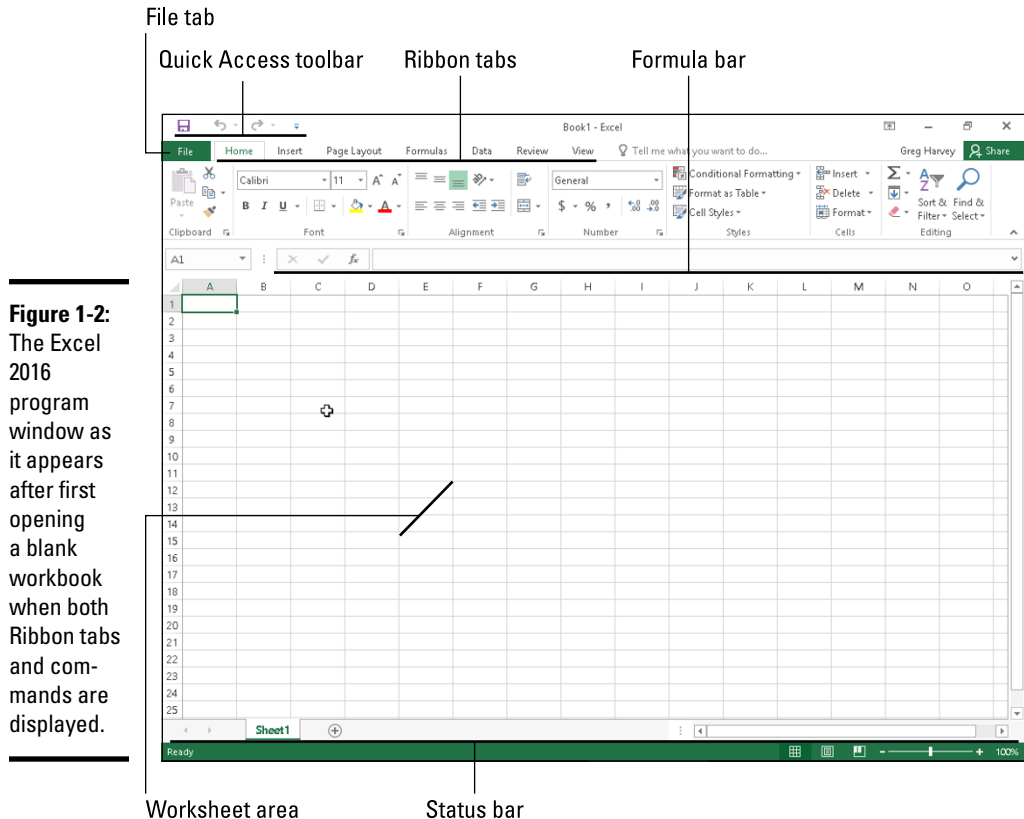 File tab
Quick Access toolbar Ribbon tabs Formula bar
Book1 - Excel
File Home Insert Page Layout Formulas Data Review View Tell me what you want to do... Greg Harvey Share
Calibri 11 A A General Conditional Formatting Insert Σ A Z
Paste Format as Table Delete Sort & Find &
B I U A $ % , .00 Cell Styles Format Filter Select
Clipboard Font Alignment Number Styles Cells Editing
A1 fx
A B C D E F G H I J K L M N O
1
2
3
4
5
6
7
8
9
10
11
12
13
14
15
16
17
18
19
20
21
22
23
24
25
Sheet1
Ready 100%
Figure 1-2:
The Excel
2016
program
window as
it appears
after first
opening
a blank
workbook
when both
Ribbon tabs
and com-
mands are
displayed.
Worksheet area Status bar